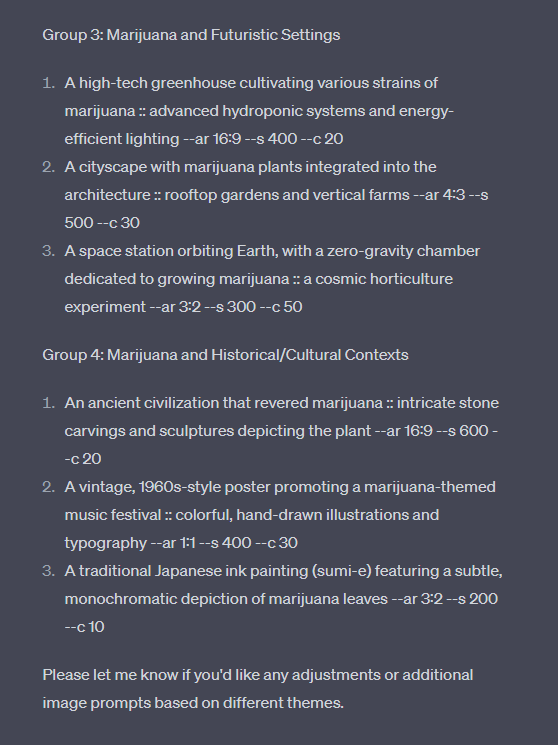 Group 3: Marijuana and Futuristic Settings
1. A high-tech greenhouse cultivating various strains of
marijuana :: advanced hydroponic systems and energy-
efficient lighting --ar 16:9 --s 400 --c 20
2. A cityscape with marijuana plants integrated into the
architecture :: rooftop gardens and vertical farms --ar 4:3 --s
500 --c 30
3. A space station orbiting Earth, with a zero-gravity chamber
dedicated to growing marijuana :: a cosmic horticulture
experiment --ar 3:2 --s 300 --c 50
Group 4: Marijuana and Historical/Cultural Contexts
1. An ancient civilization that revered marijuana :: intricate stone
carvings and sculptures depicting the plant --ar 16:9 --s 600 -
-c 20
2. A vintage, 1960s-style poster promoting a marijuana-themed
music festival :: colorful, hand-drawn illustrations and
typography --ar 1:1 --s 400 --c 30
3. A traditional Japanese ink painting (sumi-e) featuring a subtle,
monochromatic depiction of marijuana leaves --ar 3:2 --s 200
--c 10
Please let me know if you'd like any adjustments or additional
image prompts based on different themes.